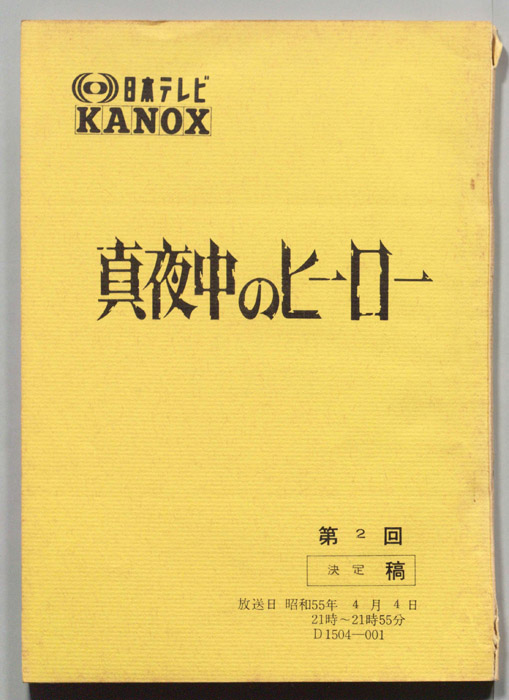 日本テレビ
KANOX
真夜中のヒーロー
第2回
決定稿
放送日 昭和55年4月4日
21時〜21時55分
D1504—001